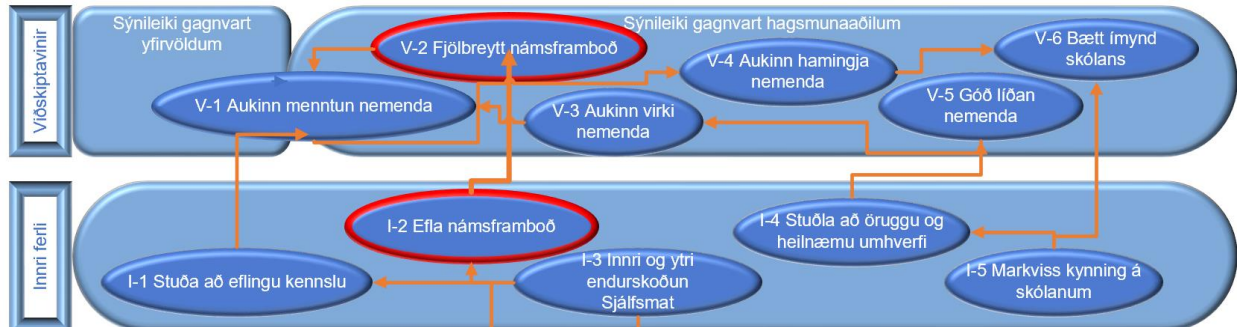 Viðskiptavinir
Sýnileiki gagnvart
yfirvöldum
Sýnileiki gagnvart hagsmunaaðilum
V-2 Fjölbreytt námsframboð
V-1 Aukinn menntun nemenda
V-3 Aukinn virki
nemenda
V-4 Aukinn hamingja
nemenda
V-6 Bætt ímynd
skólans
V-5 Góð líðan
nemenda
Innri ferli
I-2 Efla námsframboð
I-1 Stuða að eflingu kennslu
I-3 Innri og ytri
endurskoðun
Sjálfsmat
I-4 Stuðla að öruggu og
heilnæmu umhverfi
I-5 Markviss kynning á
skólanum